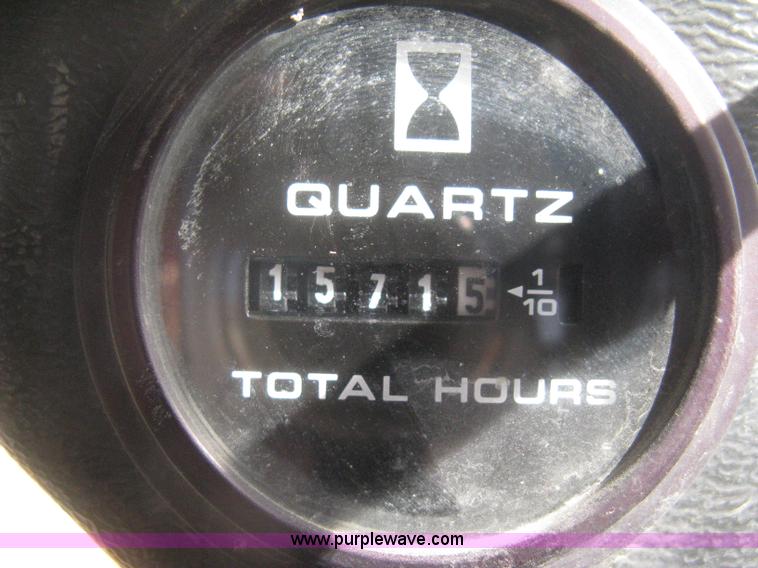 QUARTZ
15715 ◄1/10
TOTAL HOURS
www.purplewave.com